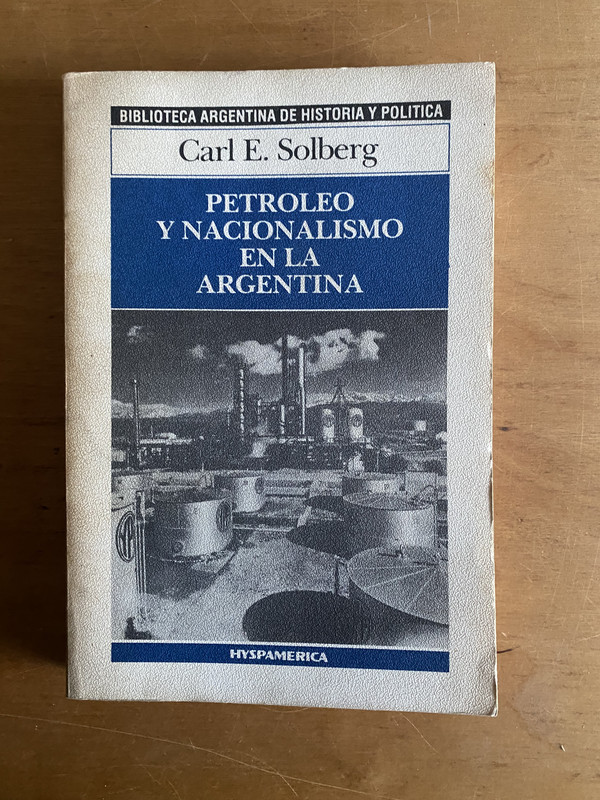 BIBLIOTECA ARGENTINA DE HISTORIA Y POLITICA
Carl E. Solberg
PETROLEO
Y NACIONALISMO
EN LA
ARGENTINA
HYSPAMERICA